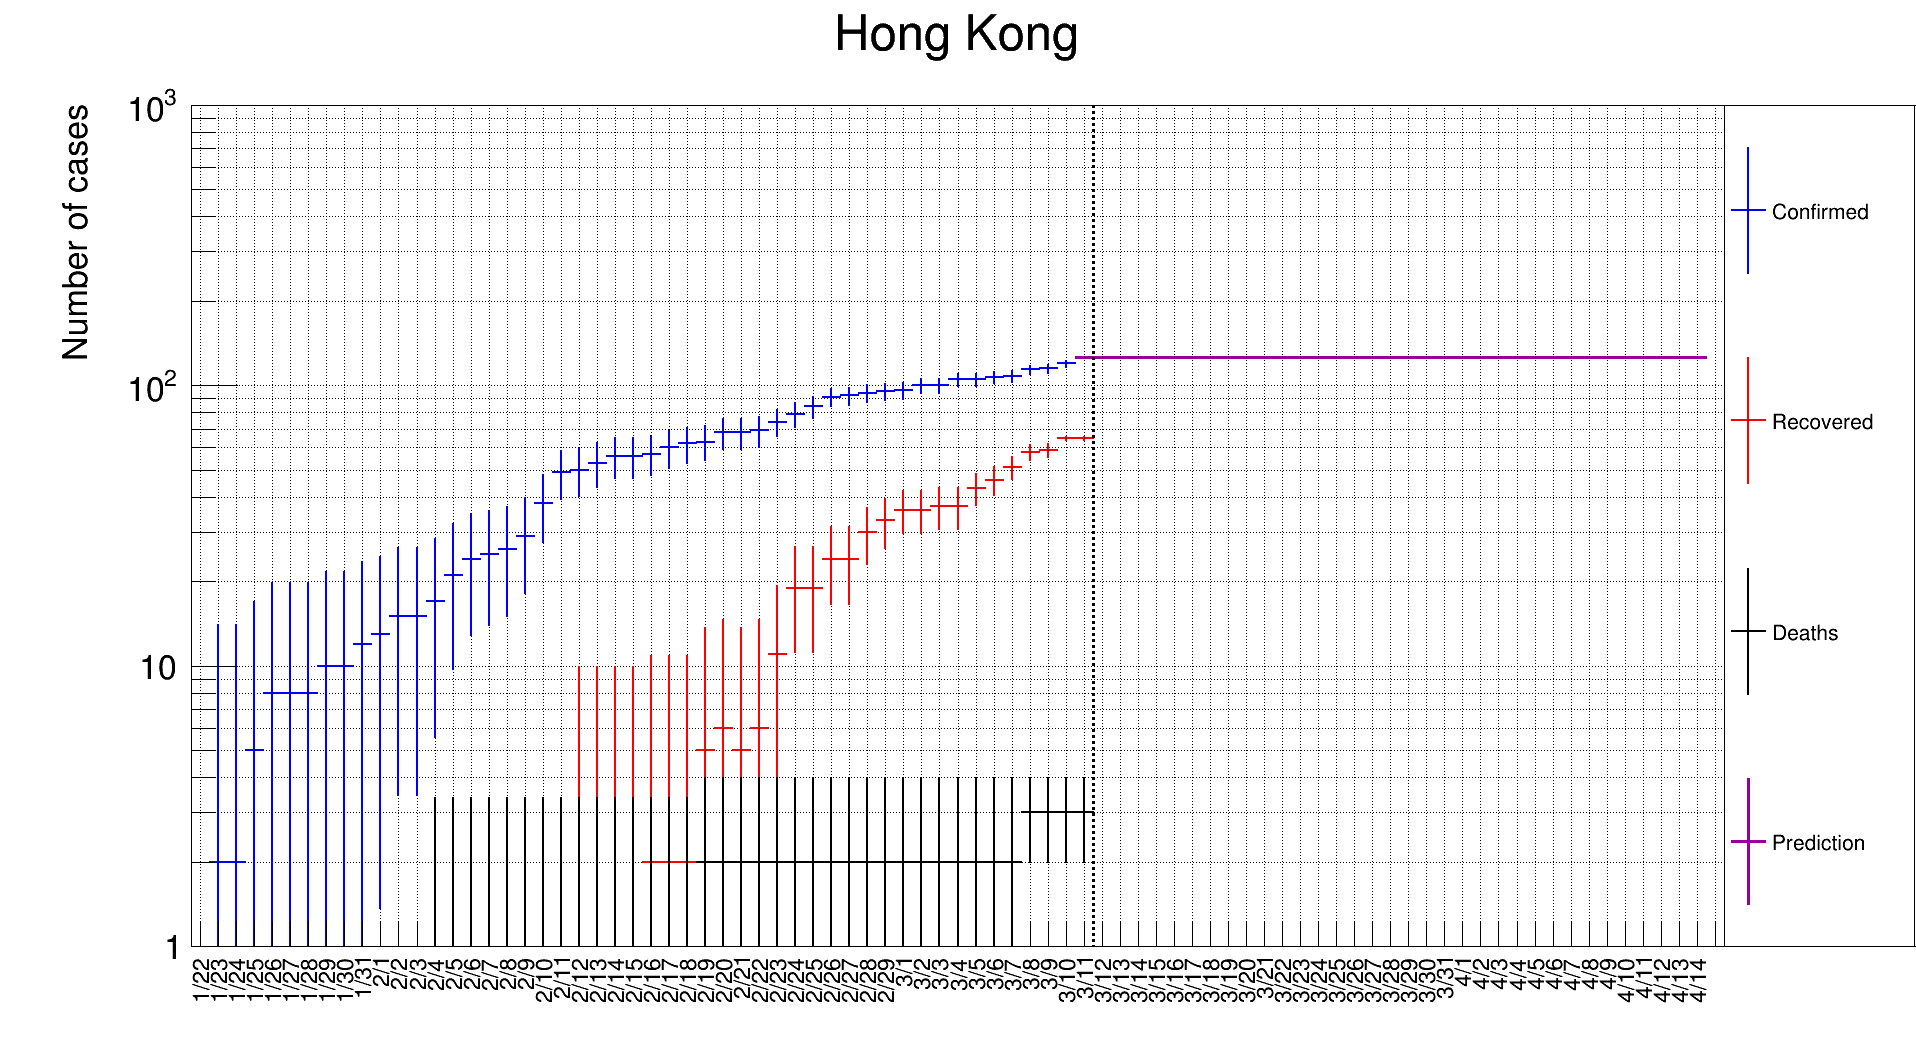 Hong Kong
Number of cases
10³
10²
10
1
1/22 1/23 1/24 1/25 1/26 1/27 1/28 1/29 1/30 1/31 2/1 2/2 2/3 2/4 2/5 2/6 2/7 2/8 2/9 2/10 2/11 2/12 2/13 2/14 2/15 2/16 2/17 2/18 2/19 2/20 2/21 2/22 2/23 2/24 2/25 2/26 2/27 2/28 2/29 3/1 3/2 3/3 3/4 3/5 3/6 3/7 3/8 3/9 3/10 3/11 3/12 3/13 3/14 3/15 3/16 3/17 3/18 3/19 3/20 3/21 3/22 3/23 3/24 3/25 3/26 3/27 3/28 3/29 3/30 3/31 4/1 4/2 4/3 4/4 4/5 4/6 4/7 4/8 4/9 4/10 4/11 4/12 4/13 4/14
Confirmed
Recovered
Deaths
Prediction